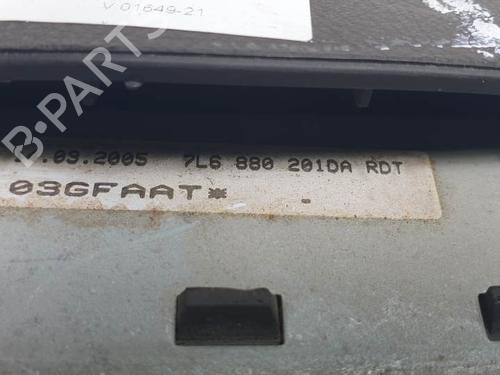 V 01649-21
B-PARTS
.09.2005 7L6 880 201DA RDT
03GFAAT*
-